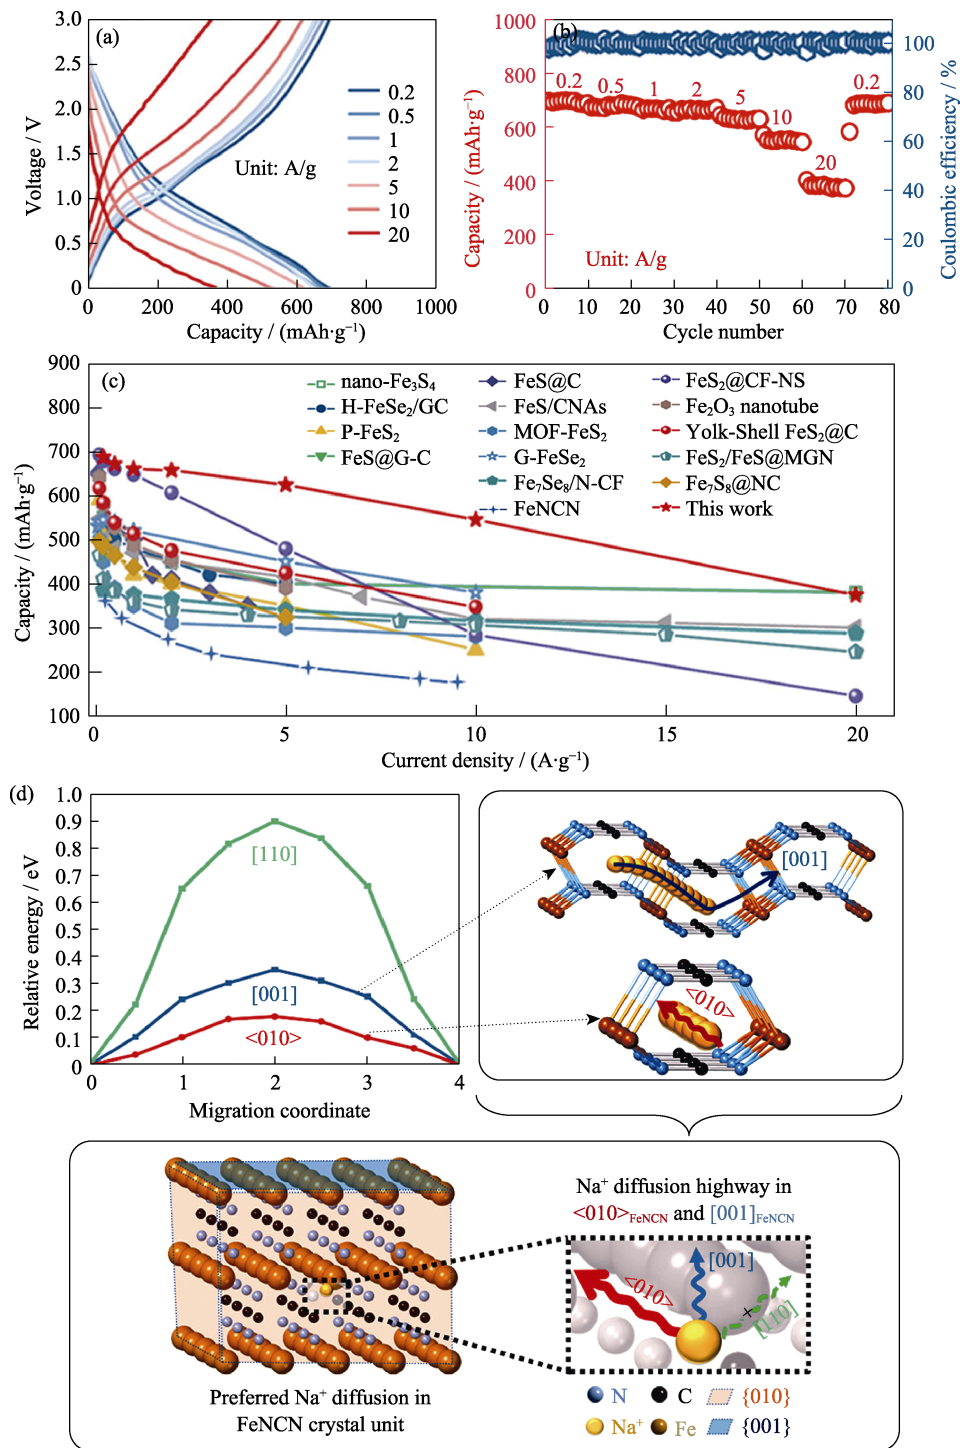 (a)
3.0
2.5
2.0
1.5
1.0
0.5
0
Voltage / V
0.2
0.5
1
2
5
10
20
Unit: A/g
0 200 400 600 800 1000
Capacity / (mAh·g⁻¹)
(b)
1000
800
600
400
200
0
Capacity / (mAh·g⁻¹)
0.2 0.5 1 2 5 10 20 0.2
Unit: A/g
100
80
60
40
20
0
Coulombic efficiency / %
0 10 20 30 40 50 60 70 80
Cycle number
(c)
900
800
700
600
500
400
300
200
100
Capacity / (mAh·g⁻¹)
nano-Fe₃S₄
H-FeSe₂/GC
P-FeS₂
FeS@G-C
FeS@C
FeS/CNAs
MOF-FeS₂
G-FeSe₂
Fe₇Se₈/N-CF
FeNCN
FeS₂@CF-NS
Fe₂O₃ nanotube
Yolk-Shell FeS₂@C
FeS₂/FeS@MGN
Fe₇S₈@NC
This work
0 5 10 15 20
Current density / (A·g⁻¹)
(d)
1.0
0.9
0.8
0.7
0.6
0.5
0.4
0.3
0.2
0.1
0
Relative energy / eV
[110]
[001]
<010>
0 1 2 3 4
Migration coordinate
[001]
<010>
Na⁺ diffusion highway in
<010>FeNCN and [001]FeNCN
[001]
<010>
[110]
×
Preferred Na⁺ diffusion in
FeNCN crystal unit
N C {010}
Na⁺ Fe {001}